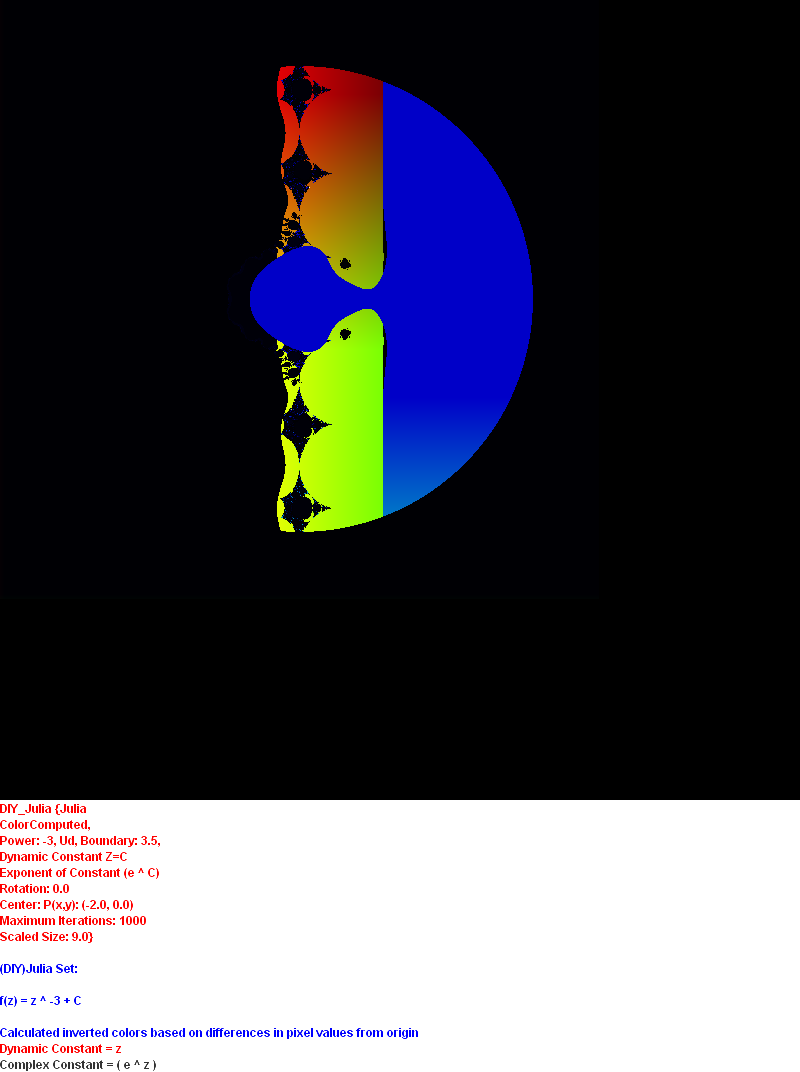 DIY_Julia {Julia
ColorComputed,
Power: -3, Ud, Boundary: 3.5,
Dynamic Constant Z=C
Exponent of Constant (e ^ C)
Rotation: 0.0
Center: P(x,y): (-2.0, 0.0)
Maximum Iterations: 1000
Scaled Size: 9.0}
(DIY)Julia Set:
f(z) = z ^ -3 + C
Calculated inverted colors based on differences in pixel values from origin
Dynamic Constant = z
Complex Constant = ( e ^ z )